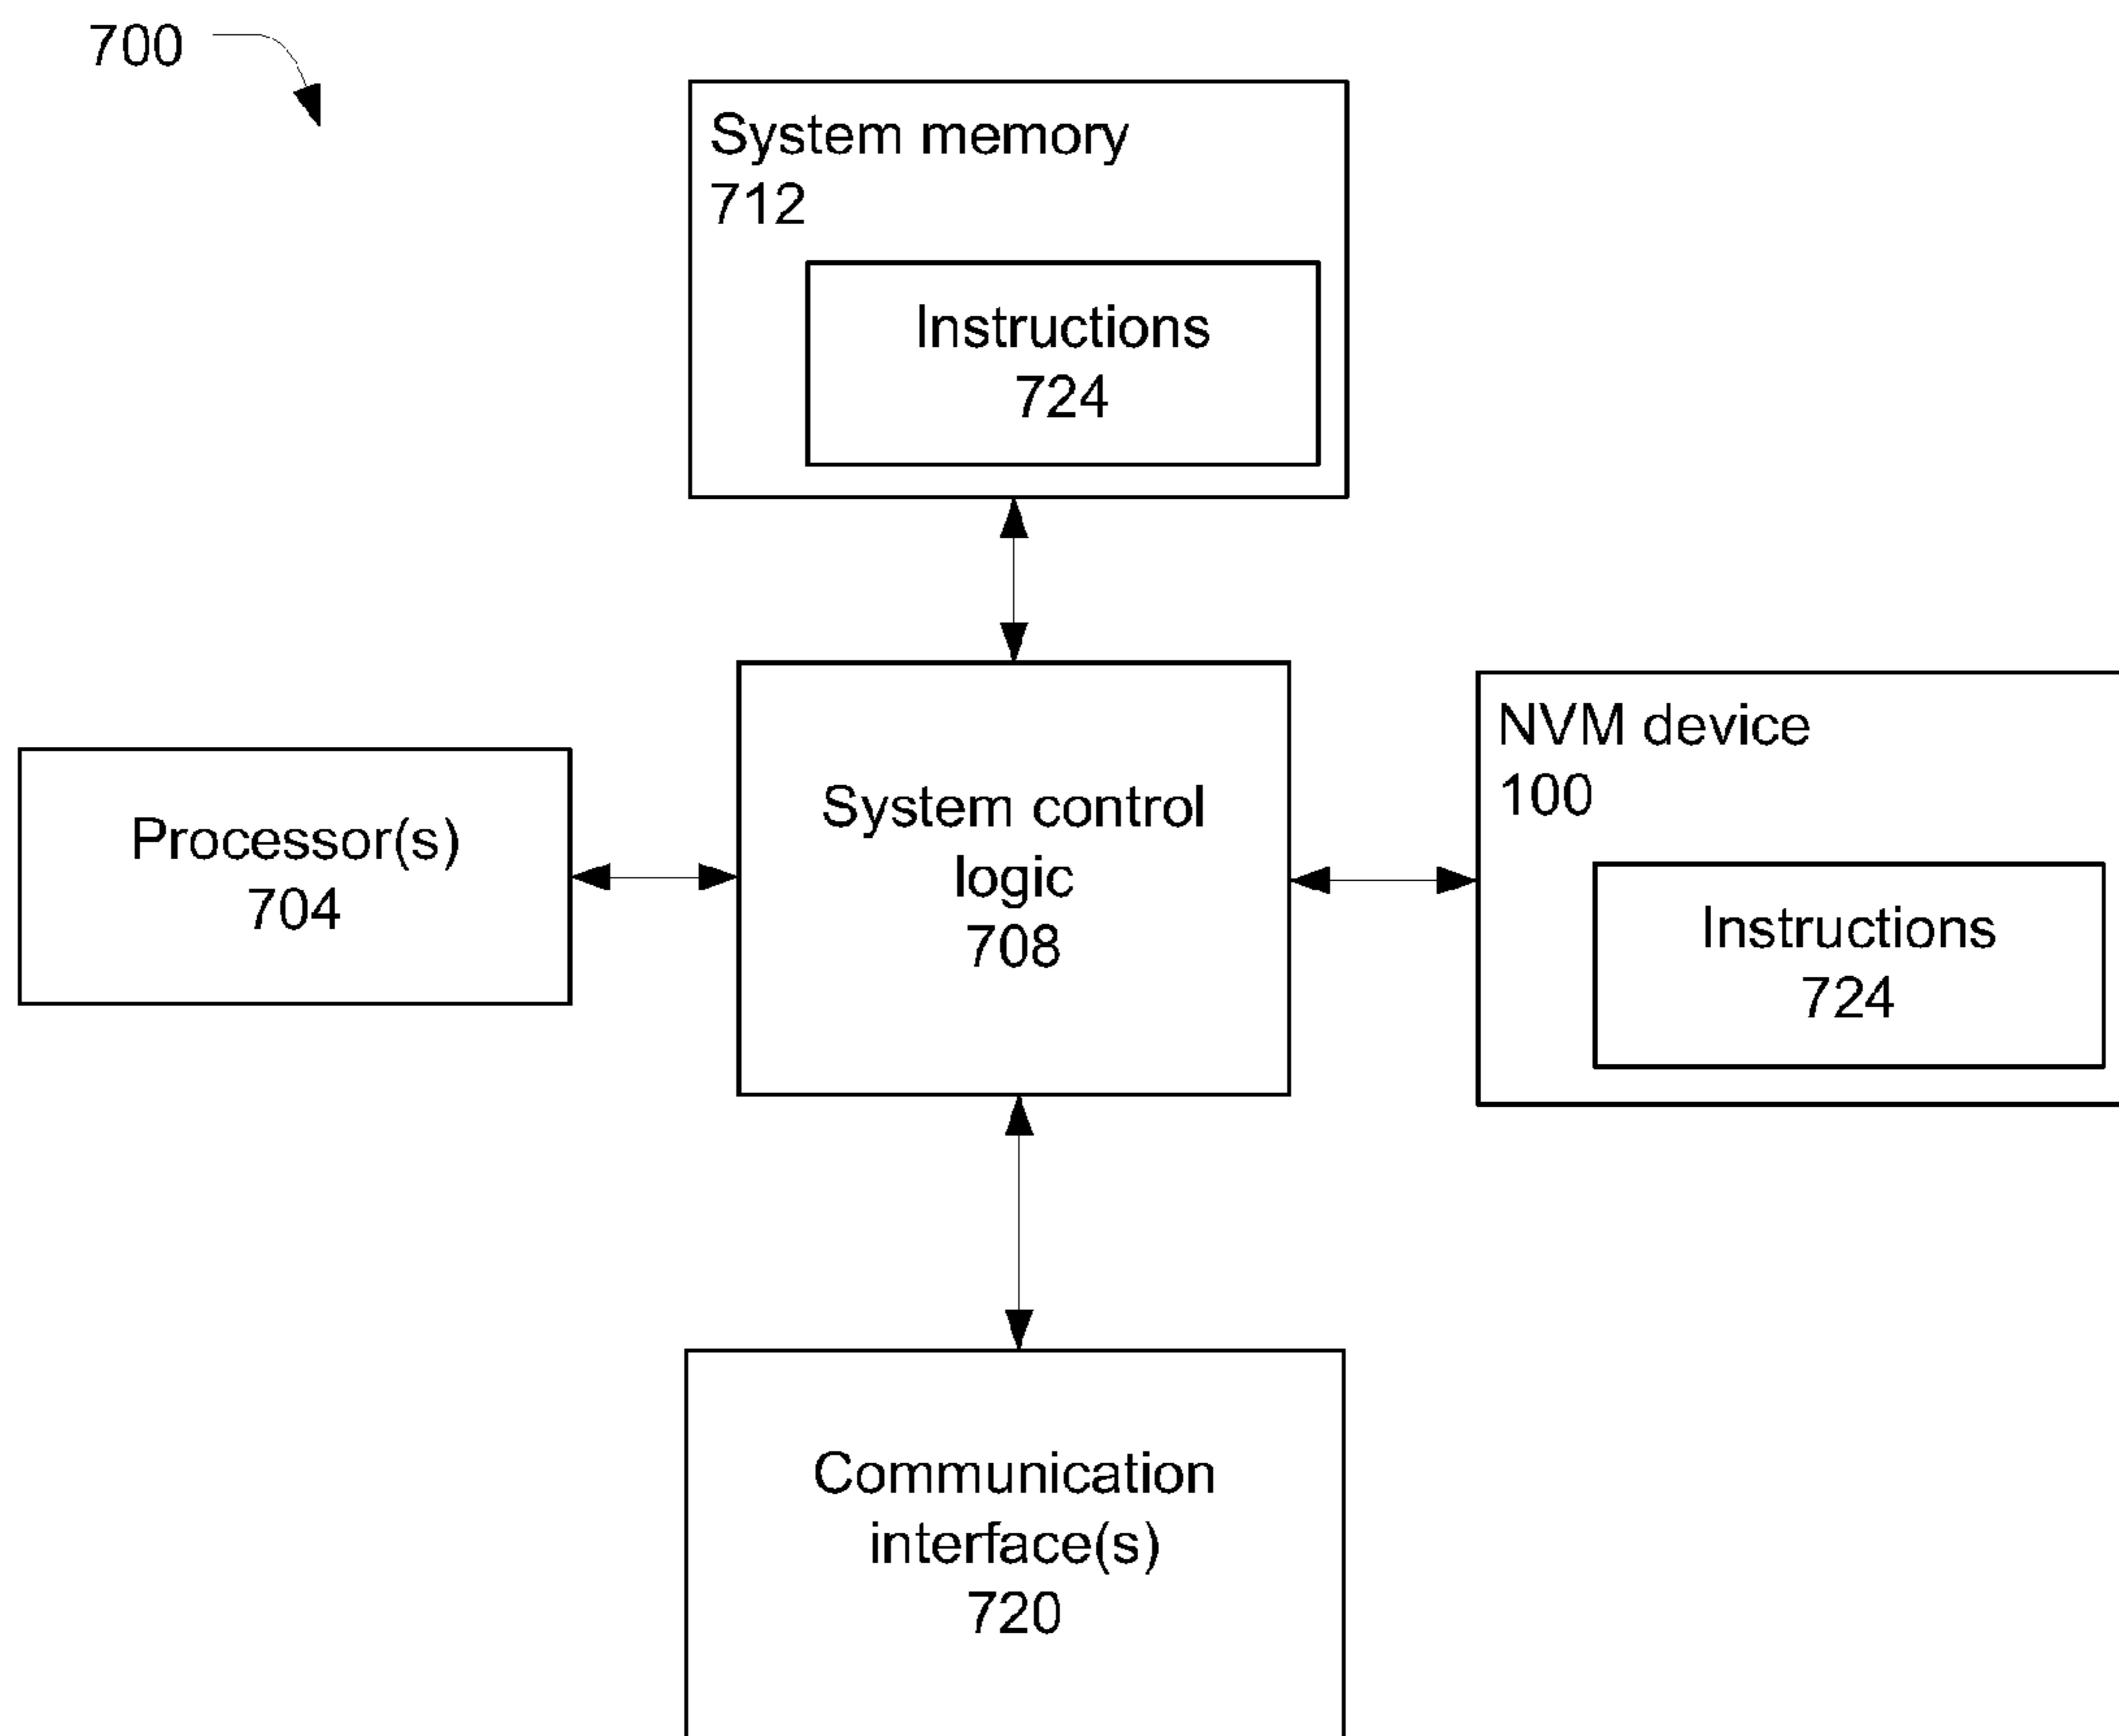 700
System memory
712
Instructions
724
Processor(s)
704
System control
logic
708
NVM device
100
Instructions
724
Communication
interface(s)
720